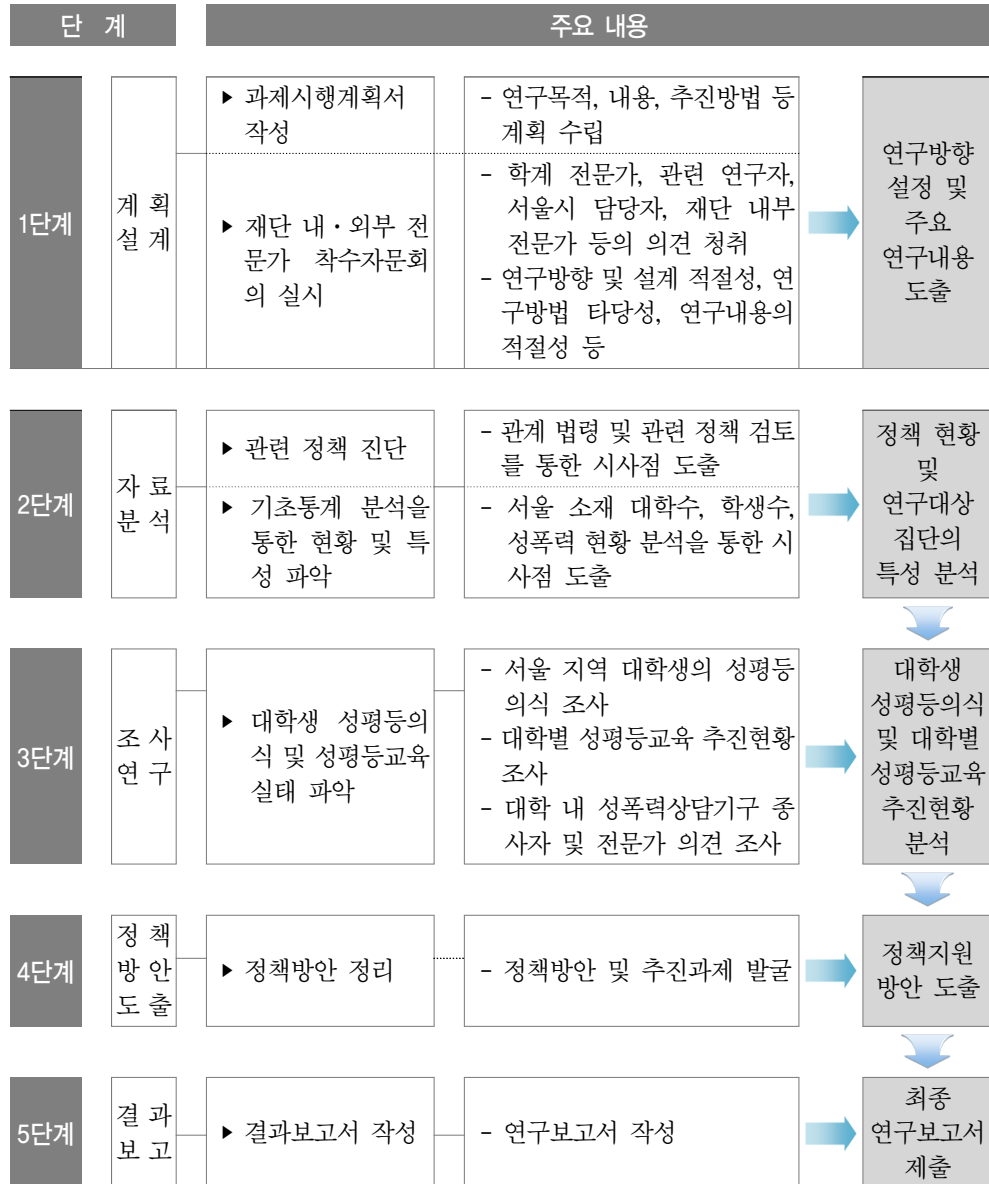 단 계
주요 내용
1단계
계 획
설 계
▶ 과제시행계획서
작성
- 연구목적, 내용, 추진방법 등
계획 수립
▶ 재단 내·외부 전
문가 착수자문회
의 실시
- 학계 전문가, 관련 연구자,
서울시 담당자, 재단 내부
전문가 등의 의견 청취
- 연구방향 및 설계 적절성, 연
구방법 타당성, 연구내용의
적절성 등
연구방향
설정 및
주요
연구내용
도출
2단계
자 료
분 석
▶ 관련 정책 진단
- 관계 법령 및 관련 정책 검토
를 통한 시사점 도출
▶ 기초통계 분석을
통한 현황 및 특
성 파악
- 서울 소재 대학수, 학생수,
성폭력 현황 분석을 통한 시
사점 도출
정책 현황
및
연구대상
집단의
특성 분석
3단계
조 사
연 구
▶ 대학생 성평등의
식 및 성평등교육
실태 파악
- 서울 지역 대학생의 성평등
의식 조사
- 대학별 성평등교육 추진현황
조사
- 대학 내 성폭력상담기구 종
사자 및 전문가 의견 조사
대학생
성평등의식
및 대학별
성평등교육
추진현황
분석
4단계
정 책
방 안
도 출
▶ 정책방안 정리
- 정책방안 및 추진과제 발굴
정책지원
방안 도출
5단계
결 과
보 고
▶ 결과보고서 작성
- 연구보고서 작성
최종
연구보고서
제출